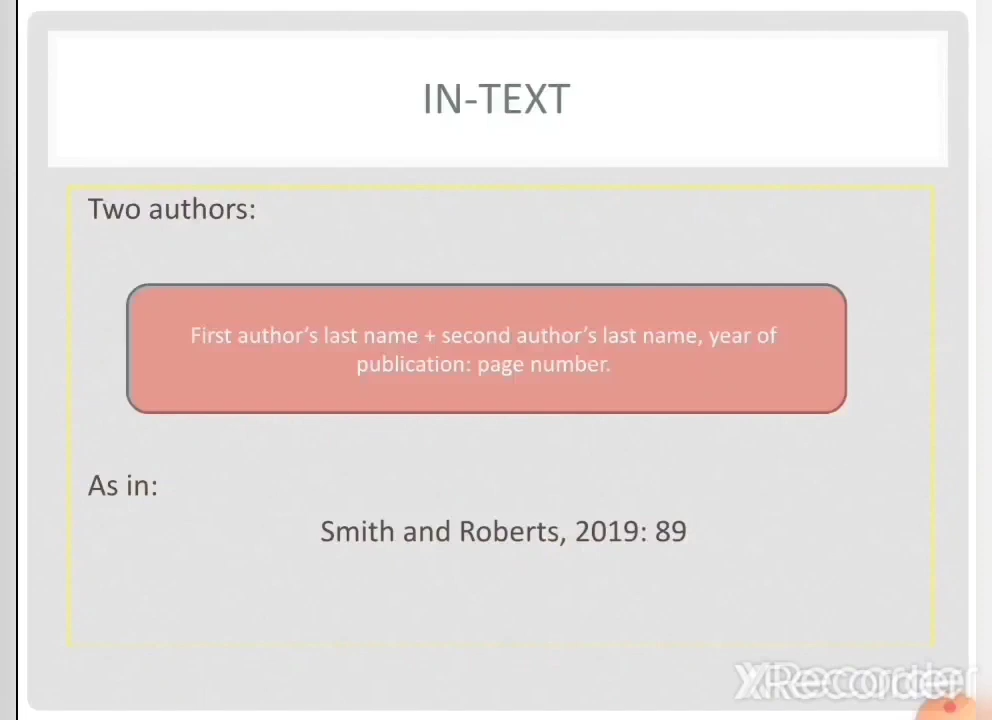 IN-TEXT
Two authors:
First author's last name + second author's last name, year of
publication: page number.
As in:
Smith and Roberts, 2019: 89
XRecorder